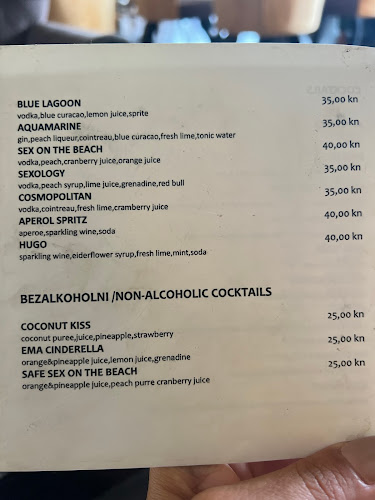 BLUE LAGOON 35,00 kn
vodka,blue curacao,lemon juice,sprite
AQUAMARINE 35,00 kn
gin,peach liqueur,cointreau,blue curacao,fresh lime,tonic water
SEX ON THE BEACH 40,00 kn
vodka,peach,cranberry juice,orange juice
SEXOLOGY 35,00 kn
vodka,peach syrup,lime juice,grenadine,red bull
COSMOPOLITAN 35,00 kn
vodka,cointreau,fresh lime,cramberry juice
APEROL SPRITZ 40,00 kn
aperoe,sparkling wine,soda
HUGO 40,00 kn
sparkling wine,eiderflower syrup,fresh lime,mint,soda
BEZALKOHOLNI /NON-ALCOHOLIC COCKTAILS
COCONUT KISS 25,00 kn
coconut puree,juice,pineapple,strawberry
EMA CINDERELLA 25,00 kn
orange&pineapple juice,lemon juice,grenadine
SAFE SEX ON THE BEACH 25,00 kn
orange&pineapple juice,peach purre cranberry juice